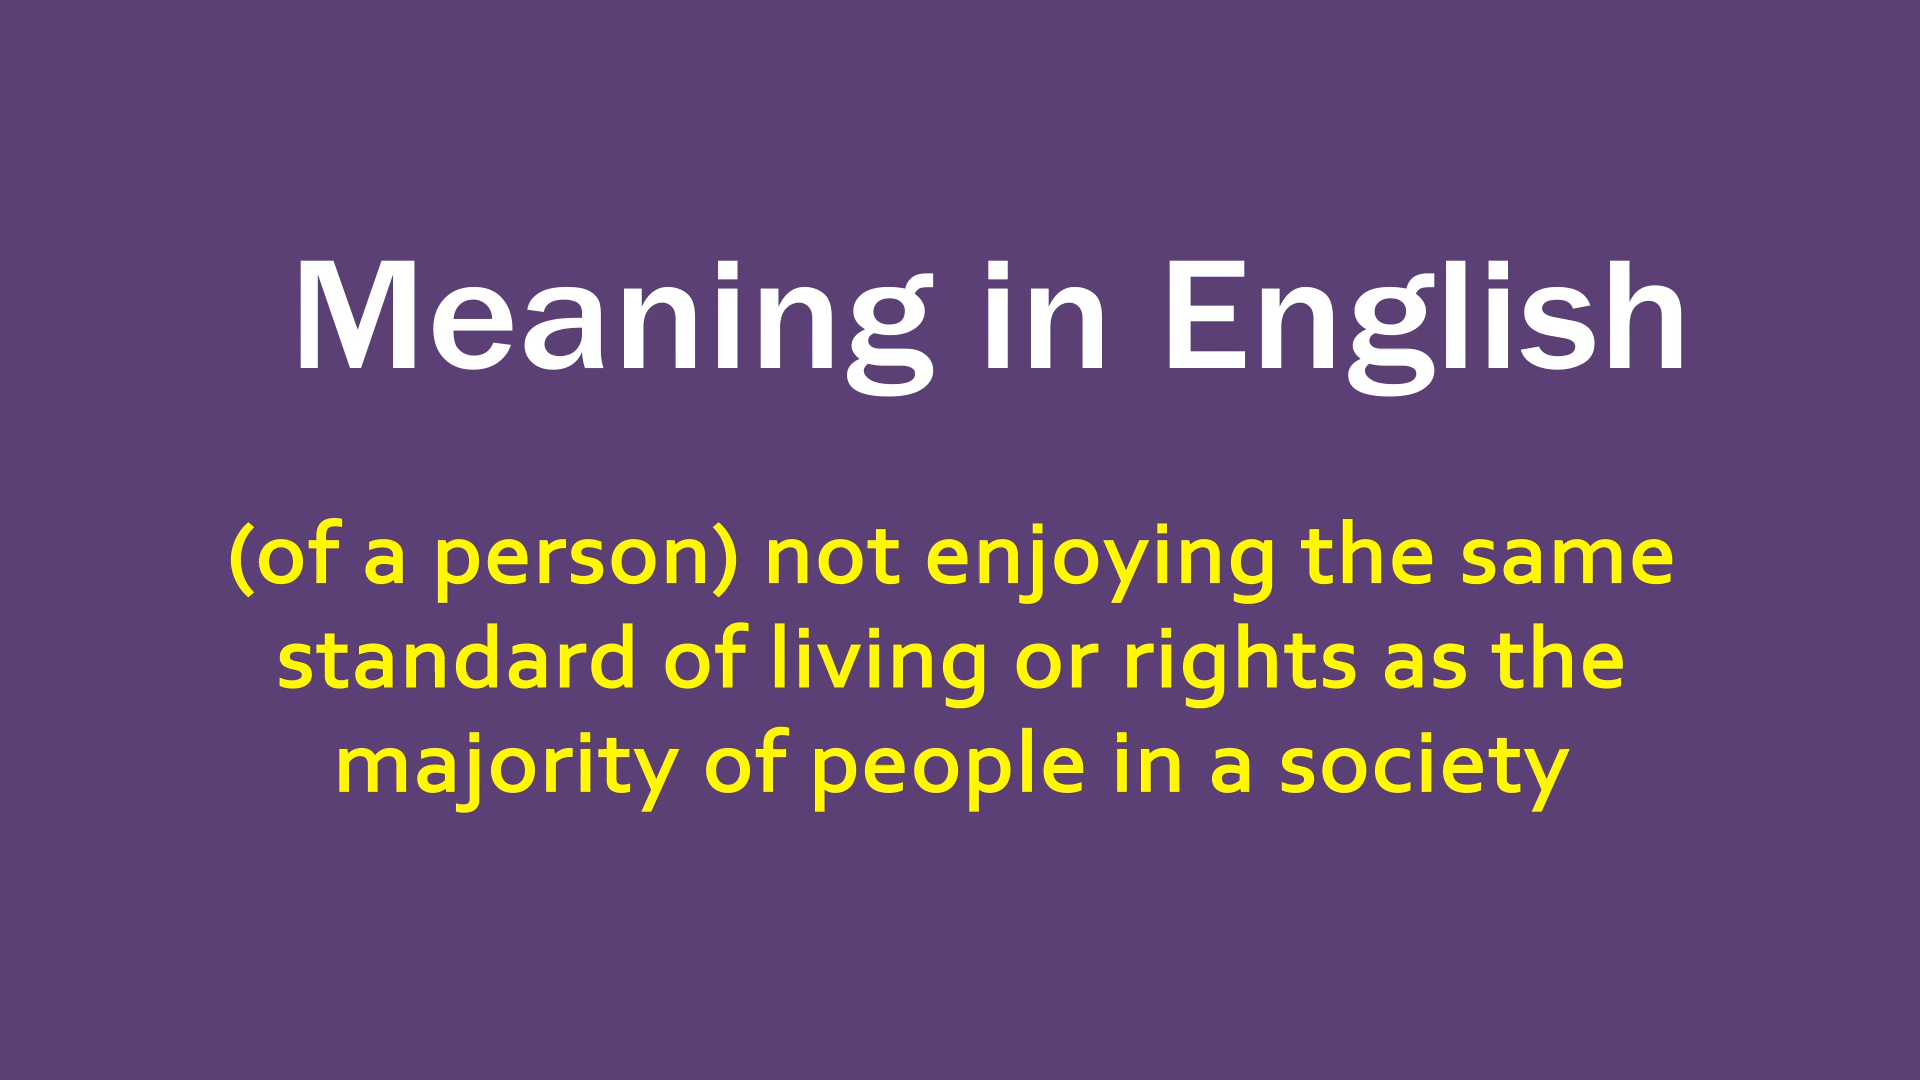 Meaning in English
(of a person) not enjoying the same
standard of living or rights as the
majority of people in a society